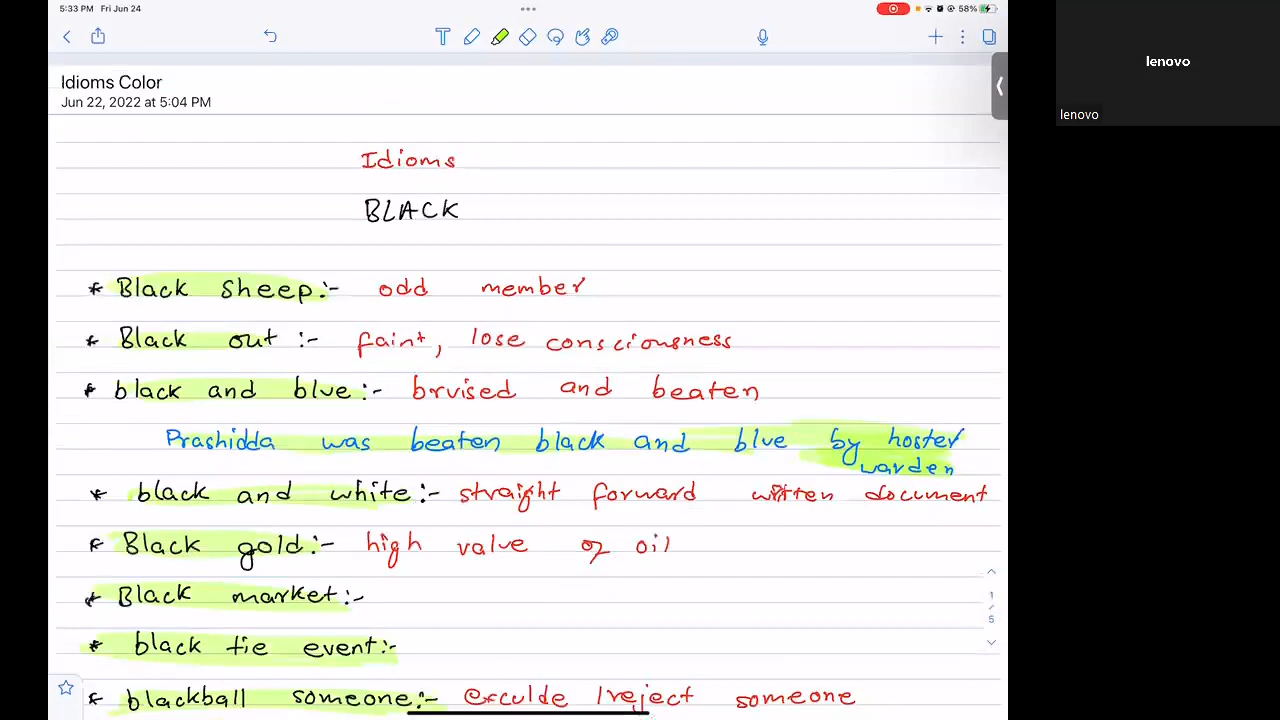 5:33 PM Fri Jun 24
58%
lenovo
lenovo
Idioms Color
Jun 22, 2022 at 5:04 PM
Idioms
BLACK
* Black sheep:- odd member
* Black out :- faint, lose consciousness
* black and blue:- bruised and beaten
Prashidda was beaten black and blue by hoster
warden
* black and white:- straight forward written document
* Black gold:- high value of oil
* Black market:-
* black tie event:-
* blackball someone:- exculde /reject someone
1
/
5